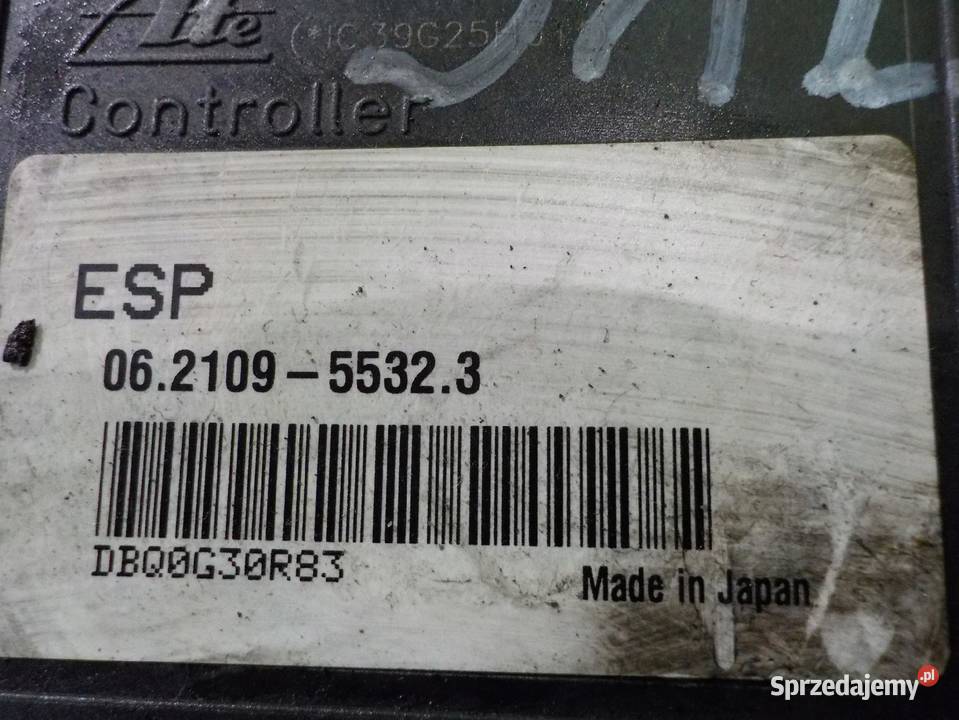 Ate
Controller
ESP
06.2109-5532.3
DBQ0G30R83
Made in Japan
Sprzedajemy.pl